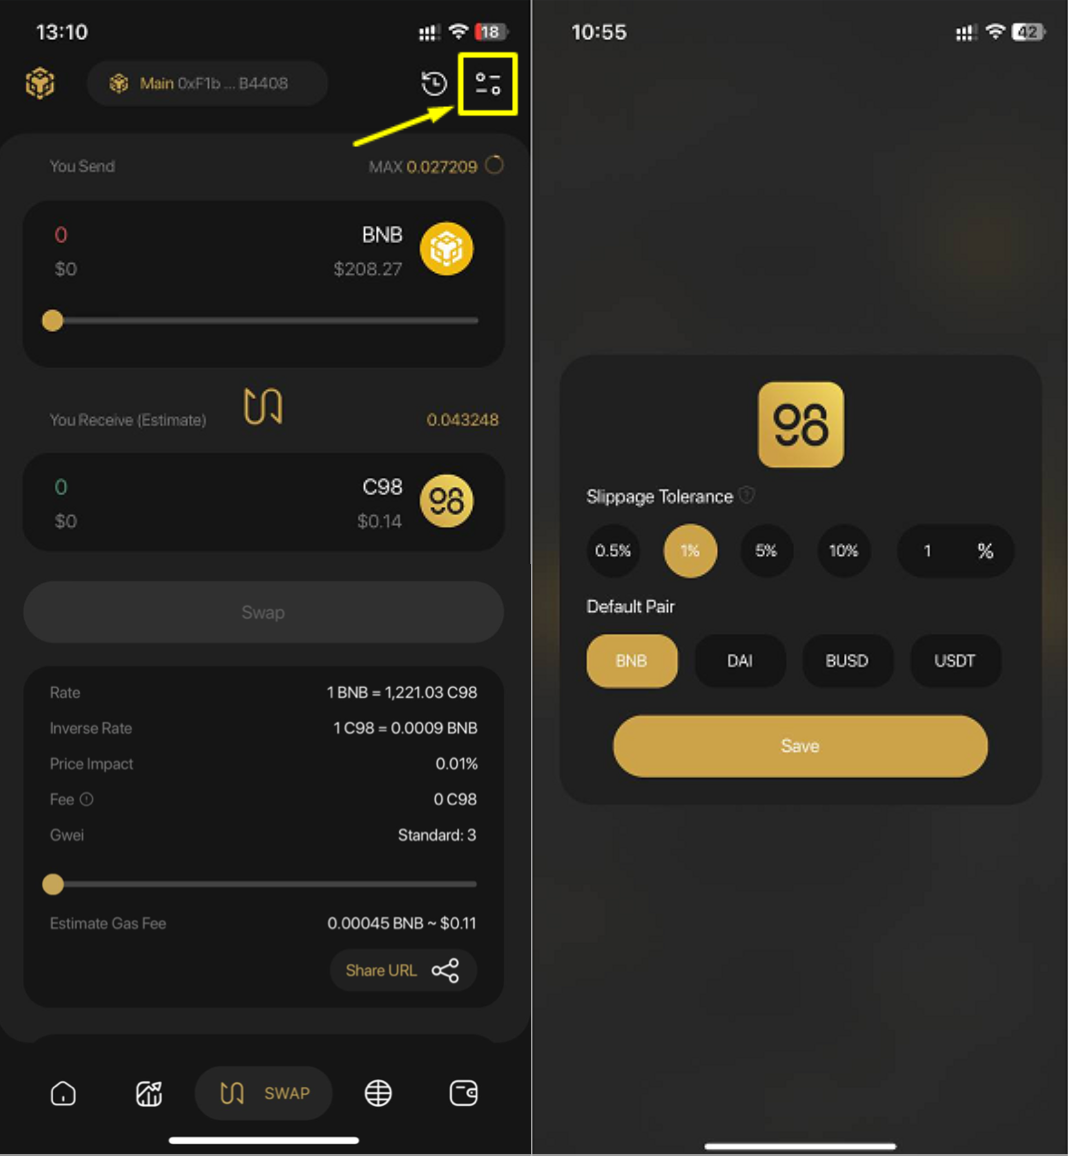 13:10
18
Main 0xF1b ... B4408
You Send
MAX 0.027209
0
BNB
$0
$208.27
You Receive (Estimate)
0.043248
0
C98
$0
$0.14
Swap
Rate
1 BNB = 1,221.03 C98
Inverse Rate
1 C98 = 0.0009 BNB
Price Impact
0.01%
Fee
0 C98
Gwei
Standard: 3
Estimate Gas Fee
0.00045 BNB ~ $0.11
Share URL
SWAP
10:55
42
98
Slippage Tolerance
0.5%
1%
5%
10%
1 %
Default Pair
BNB
DAI
BUSD
USDT
Save